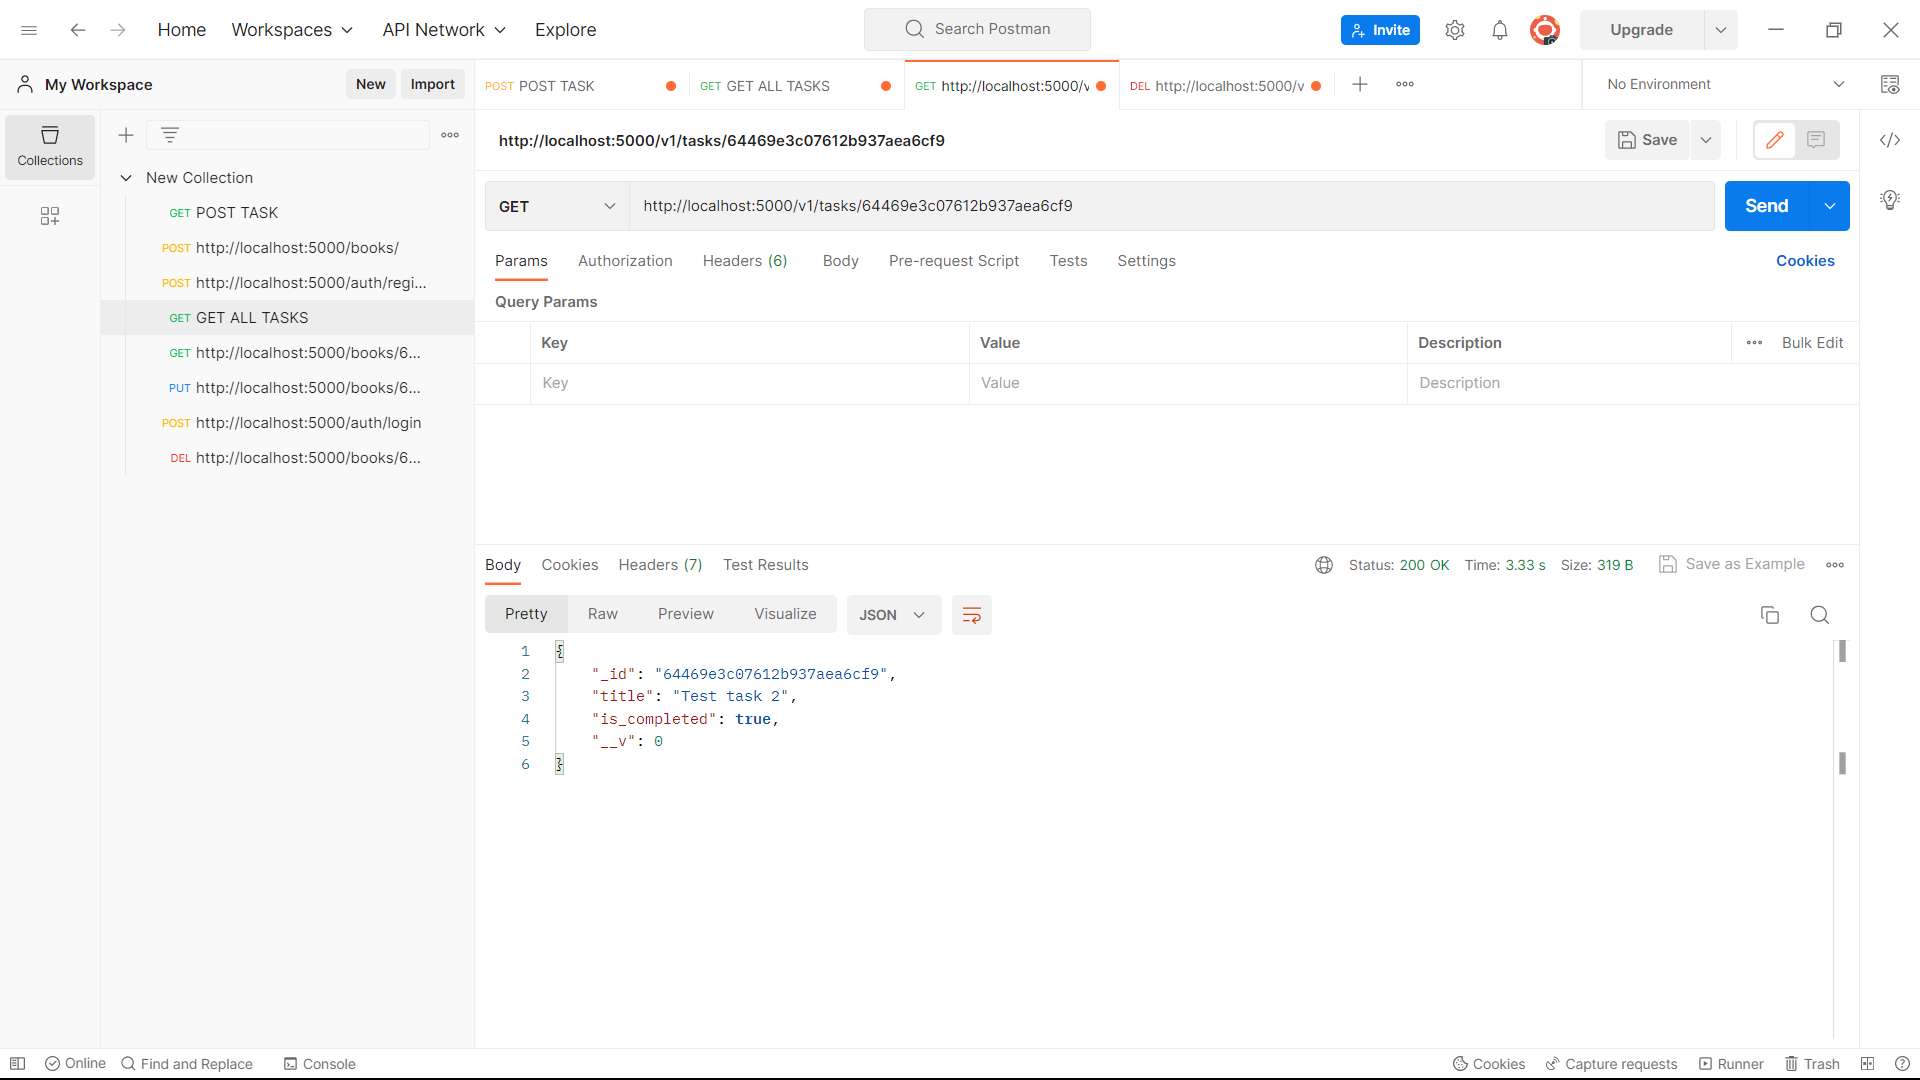 Home Workspaces API Network Explore Search Postman Invite Upgrade
My Workspace New Import
POST POST TASK GET GET ALL TASKS GET http://localhost:5000/v DEL http://localhost:5000/v No Environment
Collections
New Collection
GET POST TASK
POST http://localhost:5000/books/
POST http://localhost:5000/auth/regi...
GET GET ALL TASKS
GET http://localhost:5000/books/6...
PUT http://localhost:5000/books/6...
POST http://localhost:5000/auth/login
DEL http://localhost:5000/books/6...
http://localhost:5000/v1/tasks/64469e3c07612b937aea6cf9 Save
GET http://localhost:5000/v1/tasks/64469e3c07612b937aea6cf9 Send
Params Authorization Headers (6) Body Pre-request Script Tests Settings Cookies
Query Params
Key Value Description Bulk Edit
Key Value Description
Body Cookies Headers (7) Test Results Status: 200 OK Time: 3.33 s Size: 319 B Save as Example
Pretty Raw Preview Visualize JSON
1 {
2 "_id": "64469e3c07612b937aea6cf9",
3 "title": "Test task 2",
4 "is_completed": true,
5 "__v": 0
6 }
Online Find and Replace Console Cookies Capture requests Runner Trash